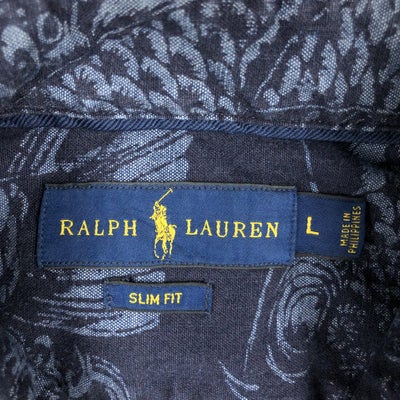 RALPH LAUREN
L
MADE IN
PHILIPPINES
SLIM FIT